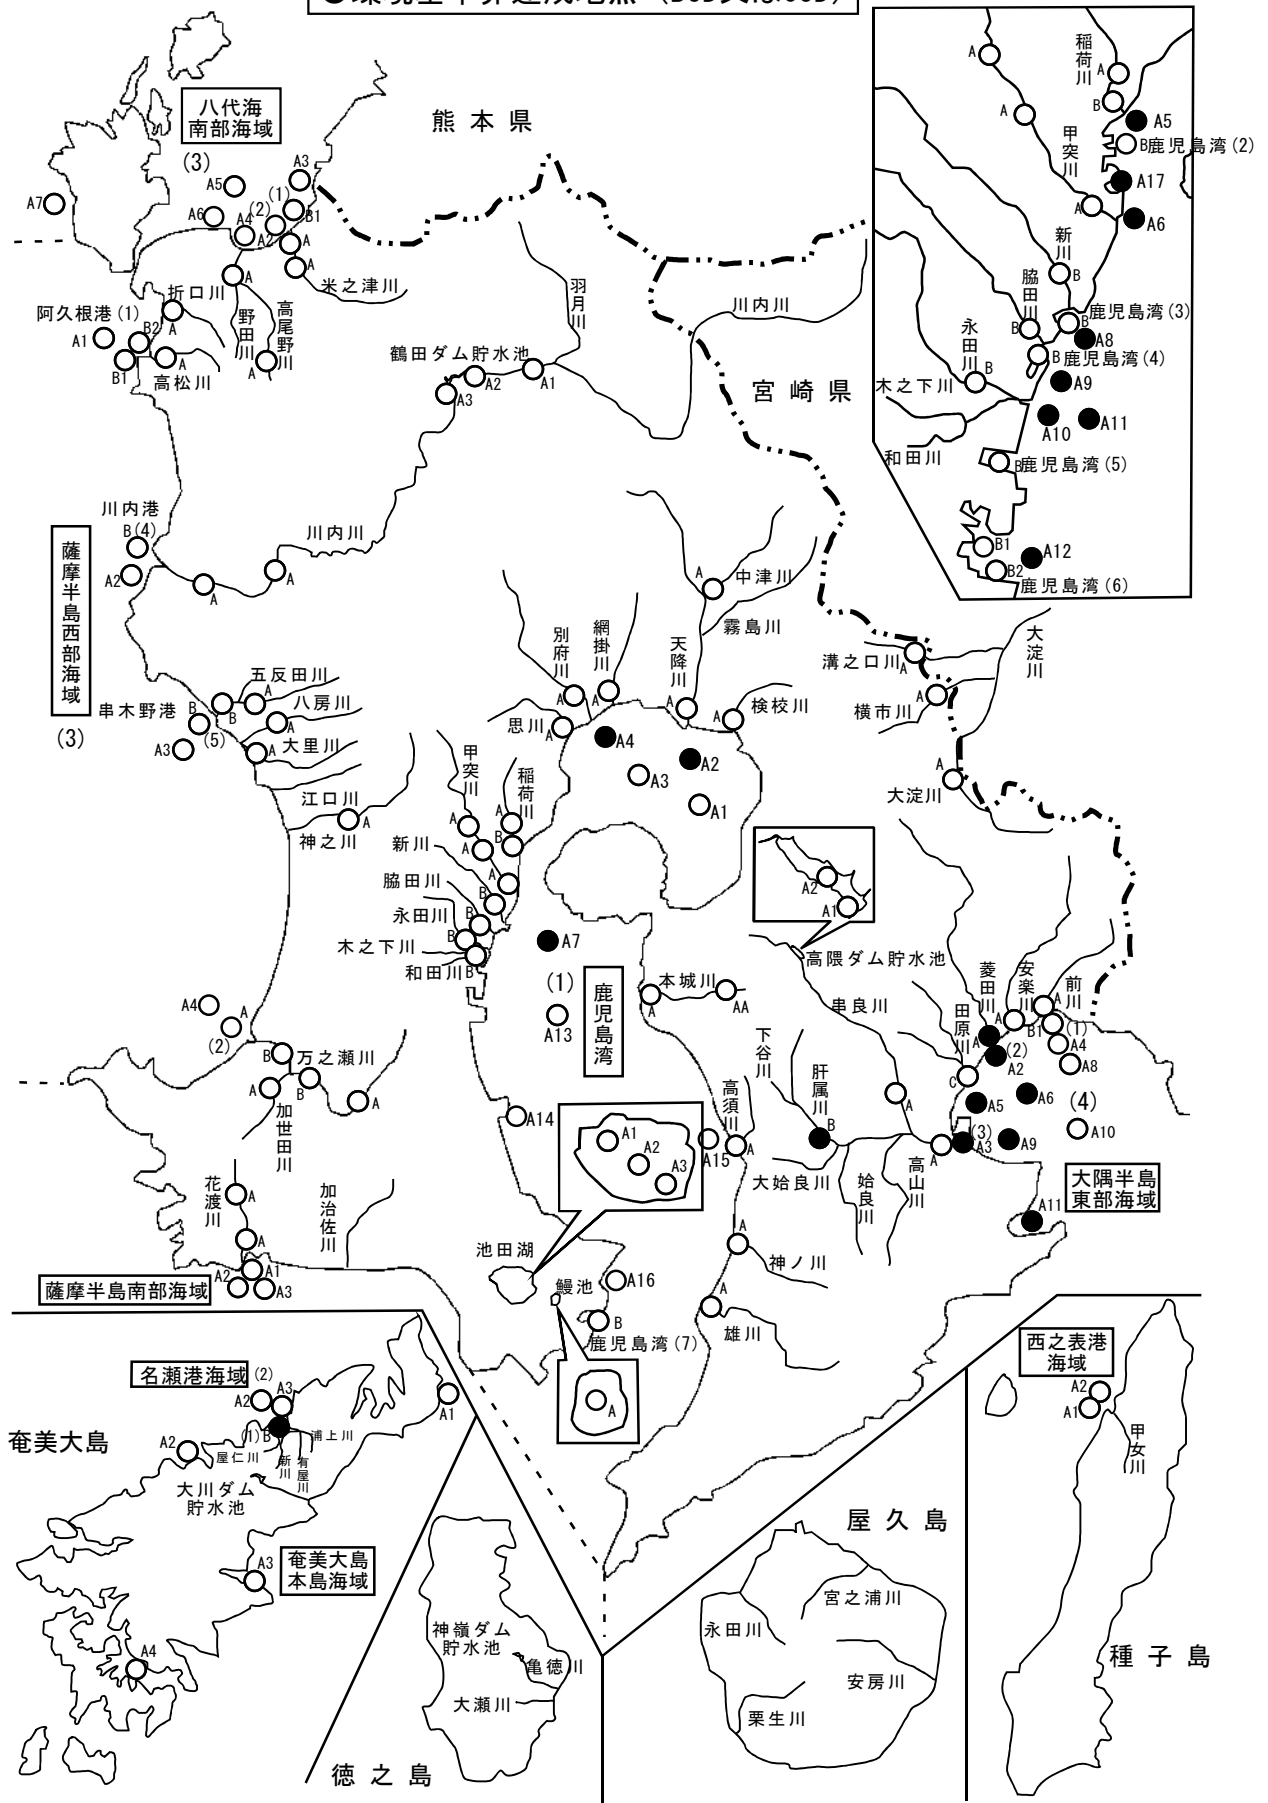 ●環境基準非達成地点 (BOD又はCOD)
八代海
南部海域
(3)
熊本県
A3
A5
(1)
A7
A6
A4
(2)
B1
A2
A
A
米之津川
折口川
A
野田川
高尾野川
A
A
阿久根港(1)
A1
B2
B1
A
高松川
羽月川
川内川
鶴田ダム貯水池
A3
A2
A1
宮崎県
稲荷川
A
A
B
A
甲突川
A5
B鹿児島湾(2)
A17
A
A6
新川
B
脇田川
B
鹿児島湾(3)
B
A8
永田川
B
B鹿児島湾(4)
A9
木之下川
A10
A11
和田川
B鹿児島湾(5)
B1
A12
B2
鹿児島湾(6)
川内港
B(4)
A2
川内川
A
A
薩摩半島西部海域
(3)
五反田川
A
B
八房川
A
串木野港
B
(5)
A3
大里川
A
江口川
A
神之川
中津川
A
霧島川
天降川
A
検校川
A
別府川
A
網掛川
A
思川
A
A4
A2
A3
A1
溝之口川
A
大淀川
横市川
A
大淀川
A
甲突川
稲荷川
A
A
A
B
新川
A
脇田川
B
永田川
B
木之下川
B
和田川
B
A7
(1)
A13
鹿児島湾
本城川
A
AA
A2
A1
高隈ダム貯水池
串良川
菱田川
安楽川
前川
A
A
A
B1
(1)
A4
A8
(2)
A2
田原川
C
A5
A6
(4)
A10
A9
(3)
A3
A
A
大隅半島
東部海域
A11
下谷川
肝属川
B
高須川
A
A15
大姶良川
姶良川
高山川
神ノ川
A
雄川
A
A4
A
(2)
B
万之瀬川
B
A
A
加世田川
花渡川
A
A
加治佐川
A2
A1
A3
薩摩半島南部海域
A14
A1
A2
A3
池田湖
鰻池
A16
B
鹿児島湾(7)
A
名瀬港海域
(2)
A2
A3
A1
(1)B
浦上川
屋仁川
新川
有屋川
A2
奄美大島
大川ダム
貯水池
A3
奄美大島
本島海域
A4
神嶺ダム
貯水池
亀徳川
大瀬川
徳之島
屋久島
宮之浦川
永田川
安房川
栗生川
西之表港
海域
A2
A1
甲女川
種子島